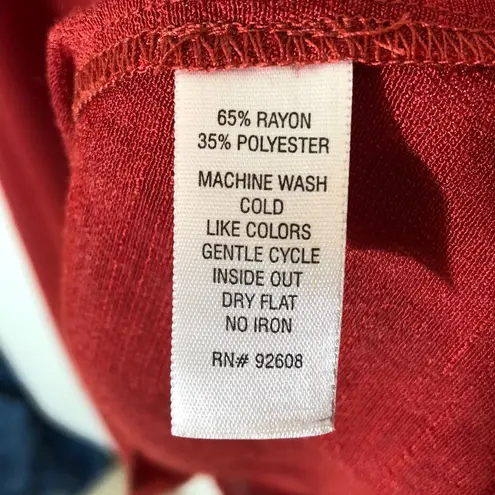 65% RAYON
35% POLYESTER
MACHINE WASH
COLD
LIKE COLORS
GENTLE CYCLE
INSIDE OUT
DRY FLAT
NO IRON
RN# 92608